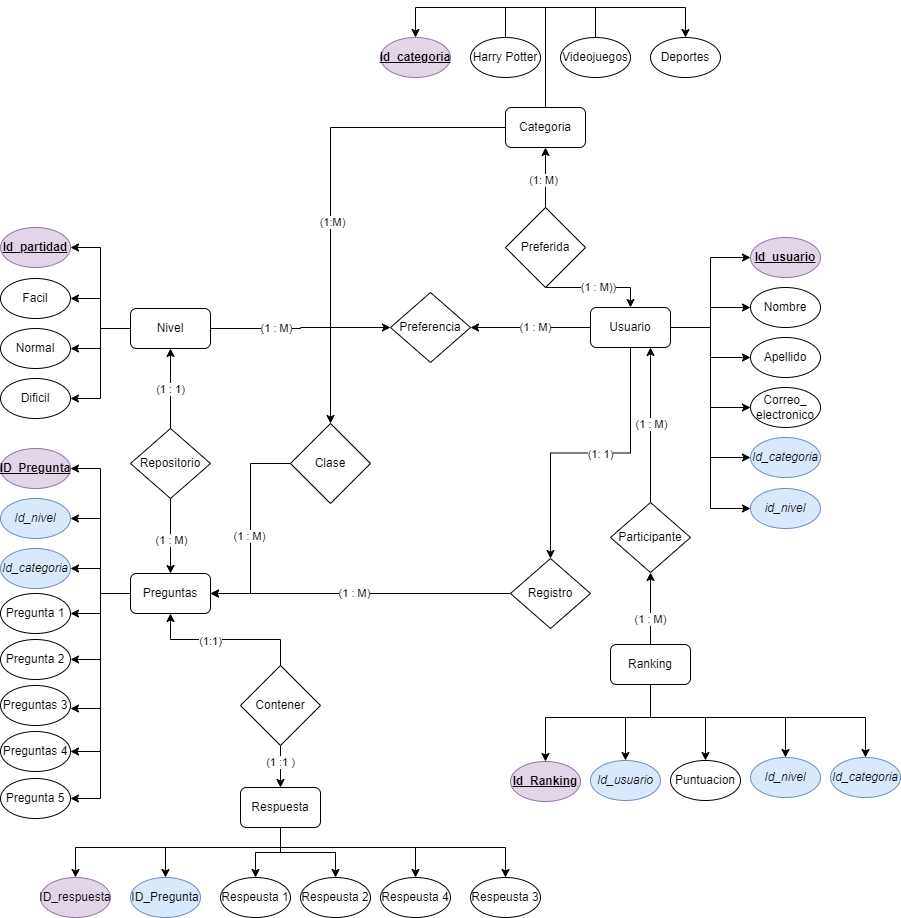 Id_categoria
Harry Potter
Videojuegos
Deportes
Categoria
(1: M)
(1:M)
Preferida
Id_partidad
Id_usuario
(1 : M))
Facil
Nombre
Nivel
(1 : M)
Preferencia
(1 : M)
Usuario
Normal
Apellido
(1 : 1)
Dificil
Correo_
electronico
(1 : M)
(1: 1)
Id_categoria
ID_Pregunta
Repositorio
Clase
Id_nivel
id_nivel
(1 : M)
(1 : M)
Participante
Id_categoria
Preguntas
(1 : M)
Registro
Pregunta 1
(1 : M)
(1:1)
Pregunta 2
Ranking
Preguntas 3
Contener
Preguntas 4
(1 :1 )
Id_Ranking
Id_usuario
Puntuacion
Id_nivel
Id_categoria
Pregunta 5
Respuesta
ID_respuesta
ID_Pregunta
Respeusta 1
Respeusta 2
Respeusta 4
Respeusta 3